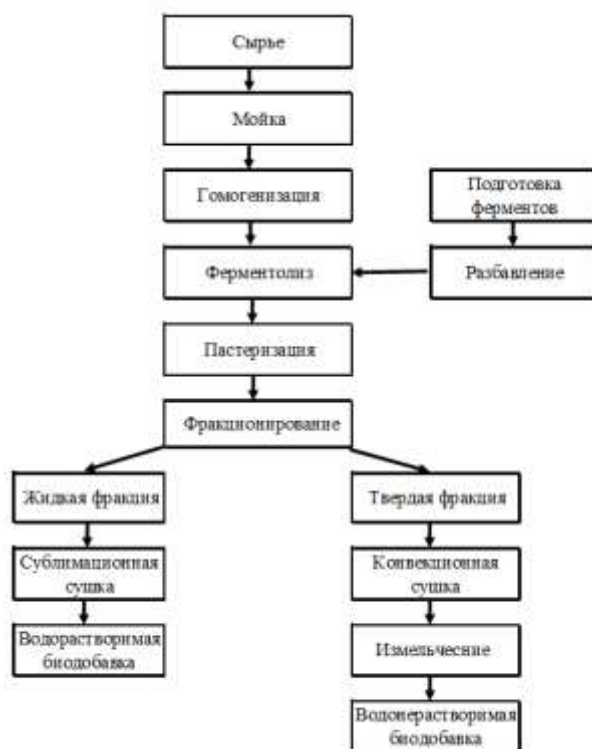 Сырье
Мойка
Гомогенизация
Подготовка
ферментов
Ферментолиз
Разбавление
Пастеризация
Фракционирование
Жидкая фракция
Твердая фракция
Сублимационная
сушка
Конвекционная
сушка
Водорастворимая
биодобавка
Измельчесние
Водонерастворимая
биодобавка